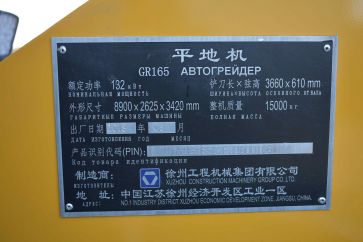 平地机
GR165 АВТОГРЕЙДЕР
额定功率 132 кВт 铲刀长×弦高 3660×610 mm
НОМИНАЛЬНАЯ МОЩНОСТЬ ШИРИНА×ВЫСОТА ОСНОВНОГО ОТВАЛА
外形尺寸 8900×2625×3420 mm 整机质量 15000 кг
ГАБАРИТНЫЕ РАЗМЕРЫ МАШИНЫ ПОЛНАЯ МАССА
出厂日期 年 月
ДАТА ИЗГОТОВЛЕНИЯ ГОД МЕСЯЦ
产品识别代码(PIN):
Код товара идентификации
制造商: 徐州工程机械集团有限公司
ИЗГОТОВИТЕЛЬ XUZHOU CONSTRUCTION MACHINERY GROUP CO., LTD.
地址: 中国江苏徐州经济开发区工业一区
АДРЕС NO.1 INDUSTRY DISTRICT XUZHOU ECONOMIC DEVELOPMENT ZONE, JIANGSU, CHINA.